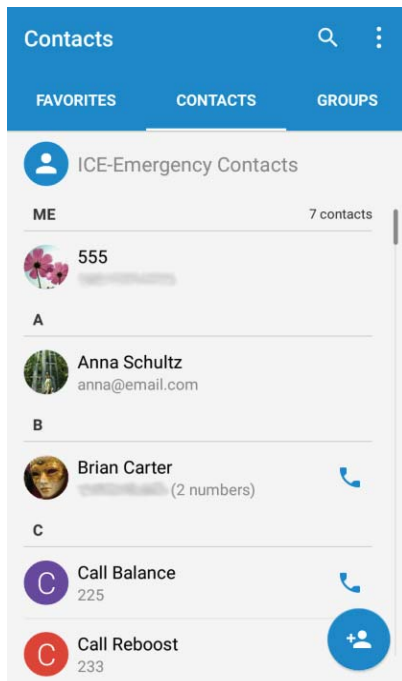 Contacts
FAVORITES CONTACTS GROUPS
ICE-Emergency Contacts
ME 7 contacts
555
A
Anna Schultz
anna@email.com
B
Brian Carter
(2 numbers)
C
C Call Balance
225
C Call Reboost
233